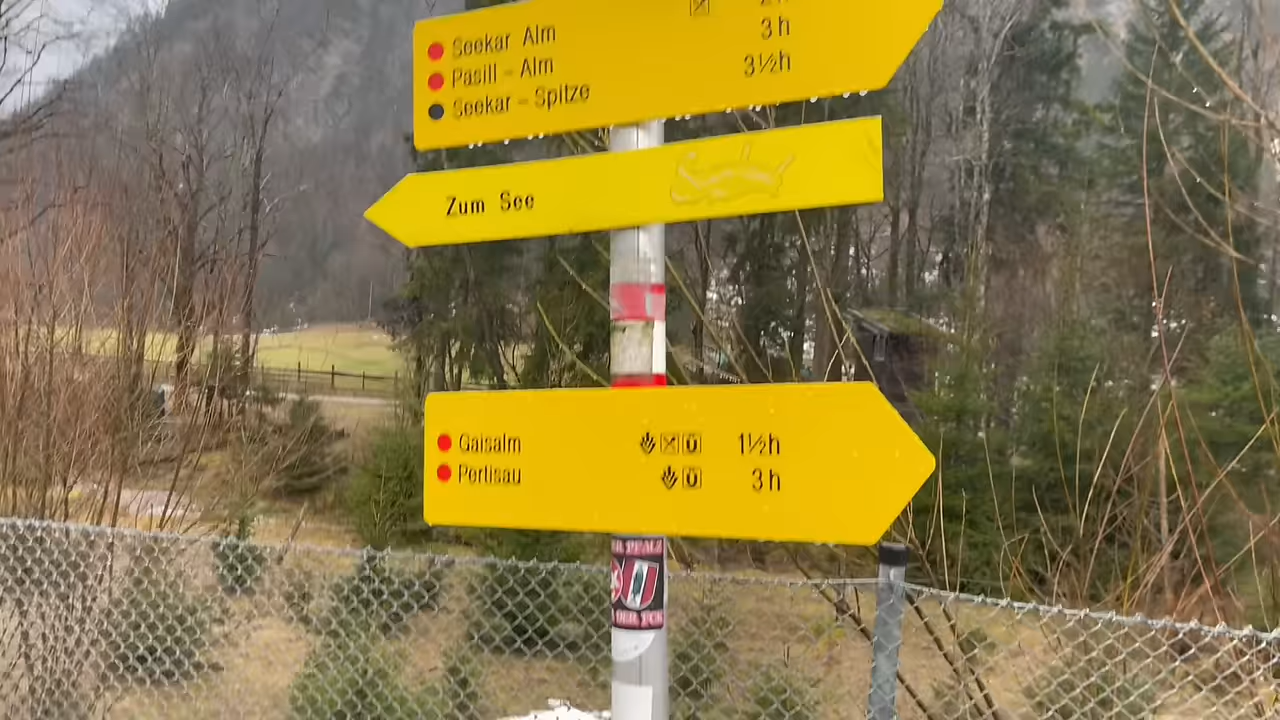 Seekar Alm 3 h
Pasill - Alm 3½h
Seekar - Spitze
Zum See
Gaisalm Ü 1½h
Pertisau Ü 3 h